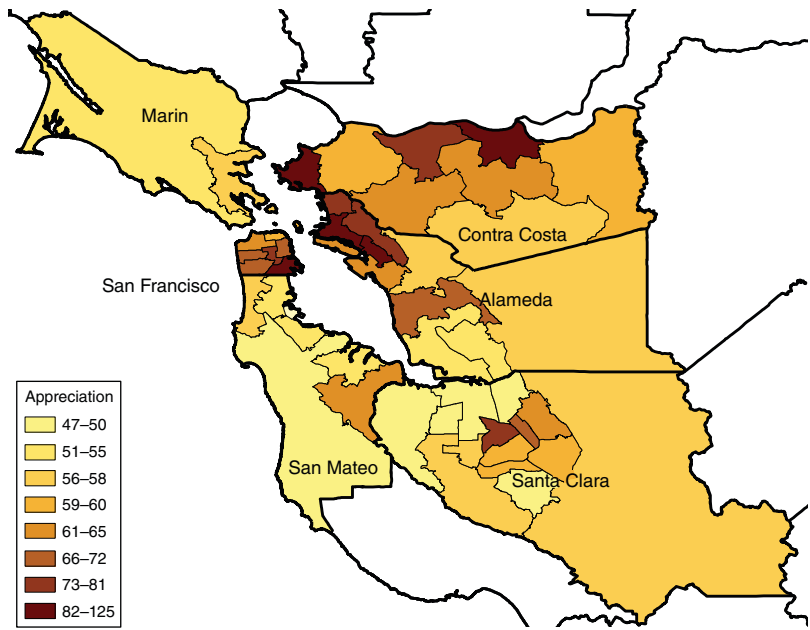 Marin
Contra Costa
San Francisco
Alameda
San Mateo
Santa Clara
Appreciation
47–50
51–55
56–58
59–60
61–65
66–72
73–81
82–125